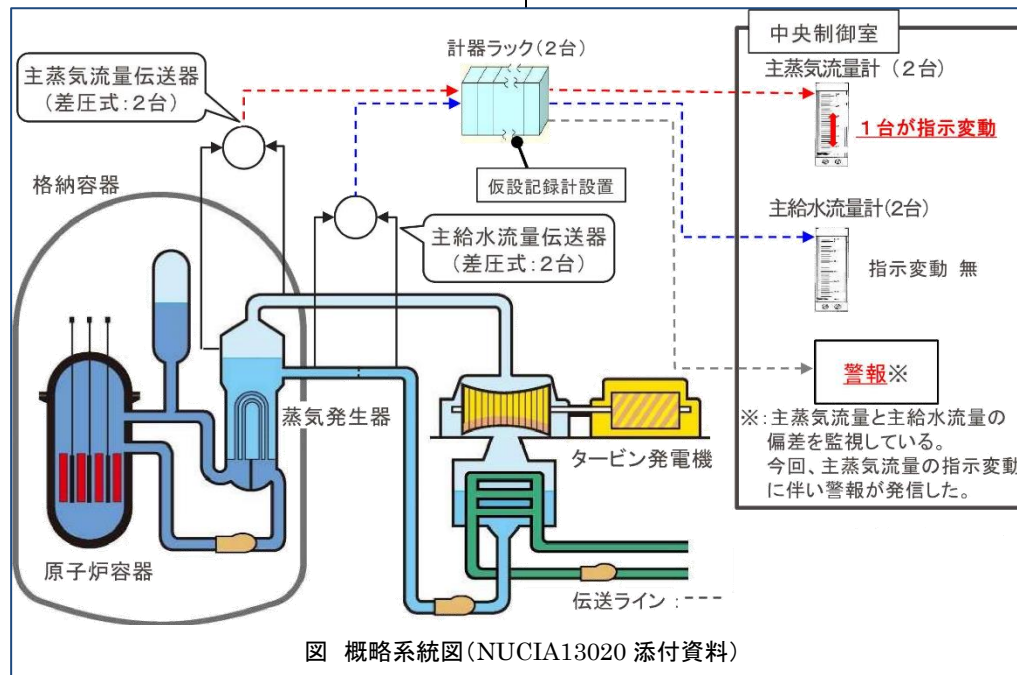 計器ラック(2台)
主蒸気流量伝送器
(差圧式:2台)
中央制御室
主蒸気流量計(2台)
1台が指示変動
仮設記録計設置
格納容器
主給水流量伝送器
(差圧式:2台)
主給水流量計(2台)
指示変動 無
警報※
※:主蒸気流量と主給水流量の
偏差を監視している。
今回、主蒸気流量の指示変動
に伴い警報が発信した。
蒸気発生器
タービン発電機
原子炉容器
伝送ライン:----
図 概略系統図(NUCIA13020 添付資料)